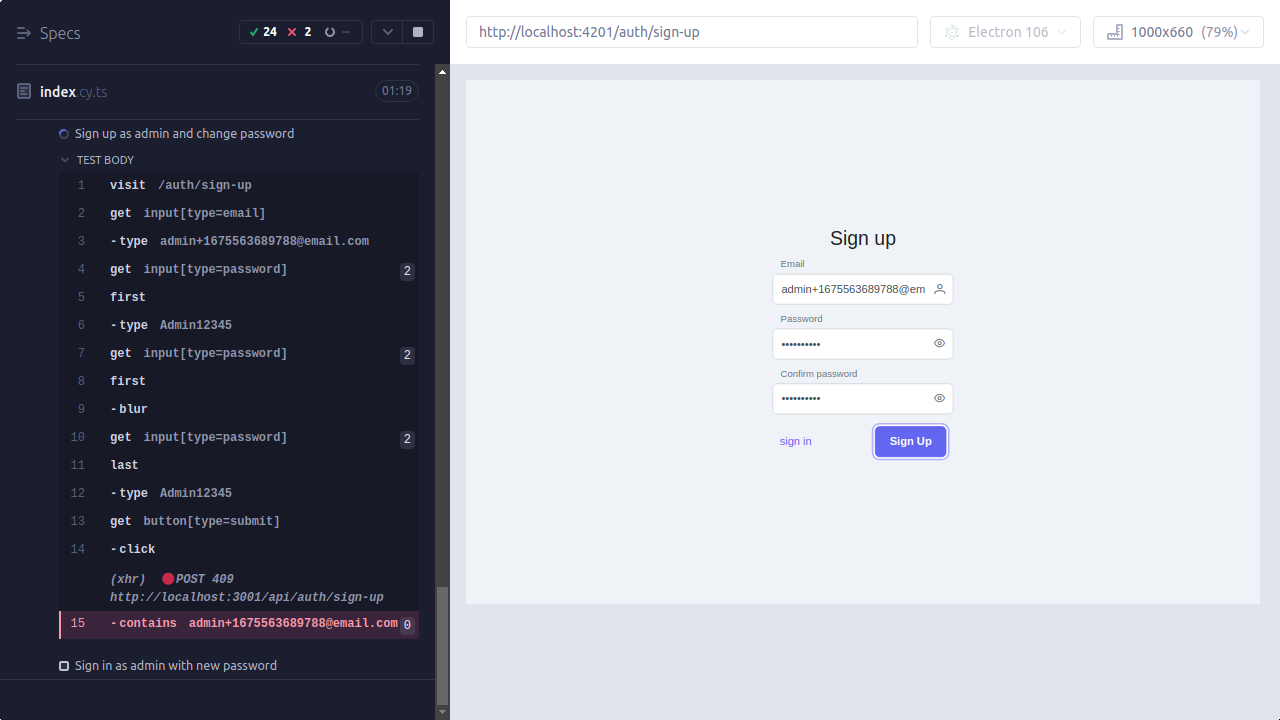 Specs
24 2 --
index.cy.ts 01:19
Sign up as admin and change password
TEST BODY
1 visit /auth/sign-up
2 get input[type=email]
3 -type admin+1675563689788@email.com
4 get input[type=password] 2
5 first
6 -type Admin12345
7 get input[type=password] 2
8 first
9 -blur
10 get input[type=password] 2
11 last
12 -type Admin12345
13 get button[type=submit]
14 -click
(xhr) POST 409
http://localhost:3001/api/auth/sign-up
15 -contains admin+1675563689788@email.com 0
Sign in as admin with new password
http://localhost:4201/auth/sign-up
Electron 106
1000x660 (79%)
Sign up
Email
admin+1675563689788@em
Password
••••••••••
Confirm password
••••••••••
sign in Sign Up